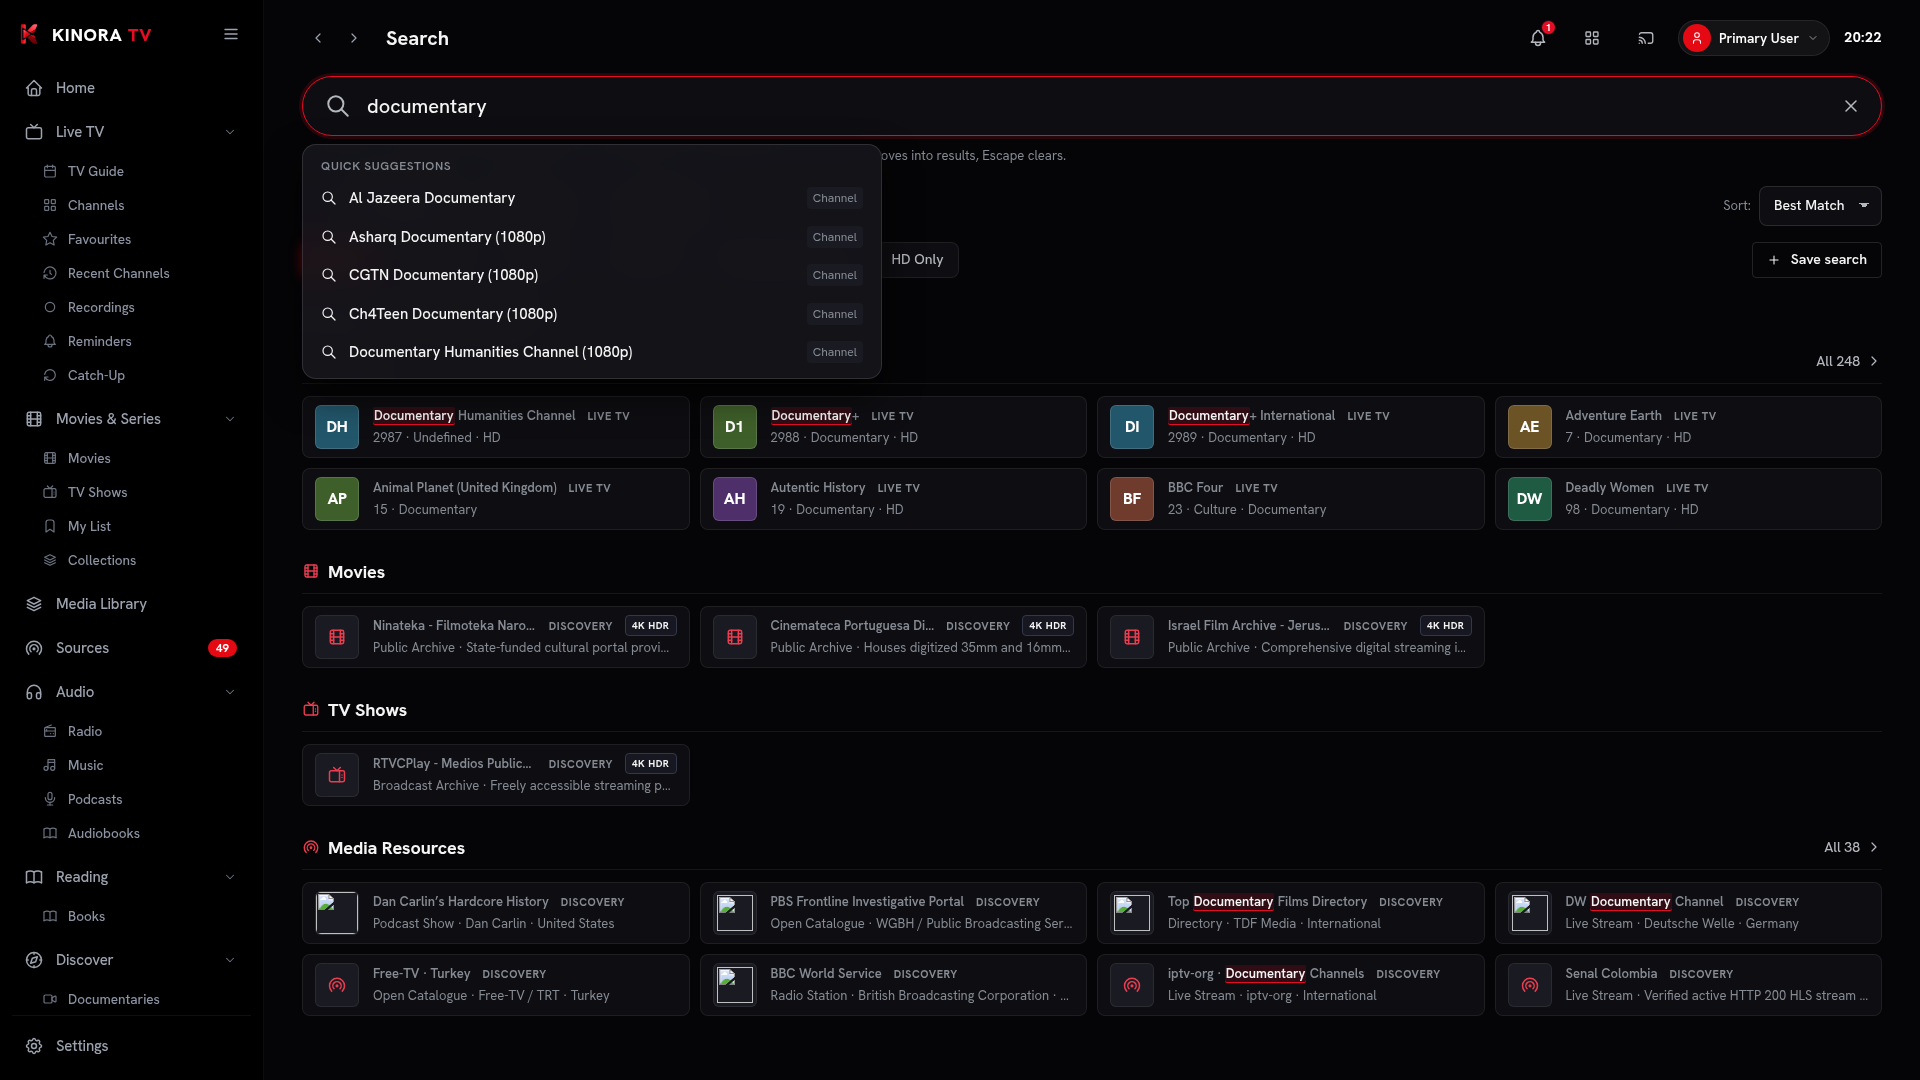 KINORA TV
Home
Live TV
TV Guide
Channels
Favourites
Recent Channels
Recordings
Reminders
Catch-Up
Movies & Series
Movies
TV Shows
My List
Collections
Media Library
Sources 49
Audio
Radio
Music
Podcasts
Audiobooks
Reading
Books
Discover
Documentaries
Settings
Search
1
Primary User
20:22
documentary
oves into results, Escape clears.
QUICK SUGGESTIONS
Al Jazeera Documentary Channel
Asharq Documentary (1080p) Channel
CGTN Documentary (1080p) Channel
Ch4Teen Documentary (1080p) Channel
Documentary Humanities Channel (1080p) Channel
Sort: Best Match
HD Only
+ Save search
All 248
DH Documentary Humanities Channel LIVE TV
2987 · Undefined · HD
D1 Documentary+ LIVE TV
2988 · Documentary · HD
DI Documentary+ International LIVE TV
2989 · Documentary · HD
AE Adventure Earth LIVE TV
7 · Documentary · HD
AP Animal Planet (United Kingdom) LIVE TV
15 · Documentary
AH Autentic History LIVE TV
19 · Documentary · HD
BF BBC Four LIVE TV
23 · Culture · Documentary
DW Deadly Women LIVE TV
98 · Documentary · HD
Movies
Ninateka - Filmoteka Naro... DISCOVERY 4K HDR
Public Archive · State-funded cultural portal provi...
Cinemateca Portuguesa Di... DISCOVERY 4K HDR
Public Archive · Houses digitized 35mm and 16mm...
Israel Film Archive - Jerus... DISCOVERY 4K HDR
Public Archive · Comprehensive digital streaming i...
TV Shows
RTVCPlay - Medios Public... DISCOVERY 4K HDR
Broadcast Archive · Freely accessible streaming p...
Media Resources
All 38
Dan Carlin’s Hardcore History DISCOVERY
Podcast Show · Dan Carlin · United States
PBS Frontline Investigative Portal DISCOVERY
Open Catalogue · WGBH / Public Broadcasting Ser...
Top Documentary Films Directory DISCOVERY
Directory · TDF Media · International
DW Documentary Channel DISCOVERY
Live Stream · Deutsche Welle · Germany
Free-TV · Turkey DISCOVERY
Open Catalogue · Free-TV / TRT · Turkey
BBC World Service DISCOVERY
Radio Station · British Broadcasting Corporation · ...
iptv-org · Documentary Channels DISCOVERY
Live Stream · iptv-org · International
Senal Colombia DISCOVERY
Live Stream · Verified active HTTP 200 HLS stream ...